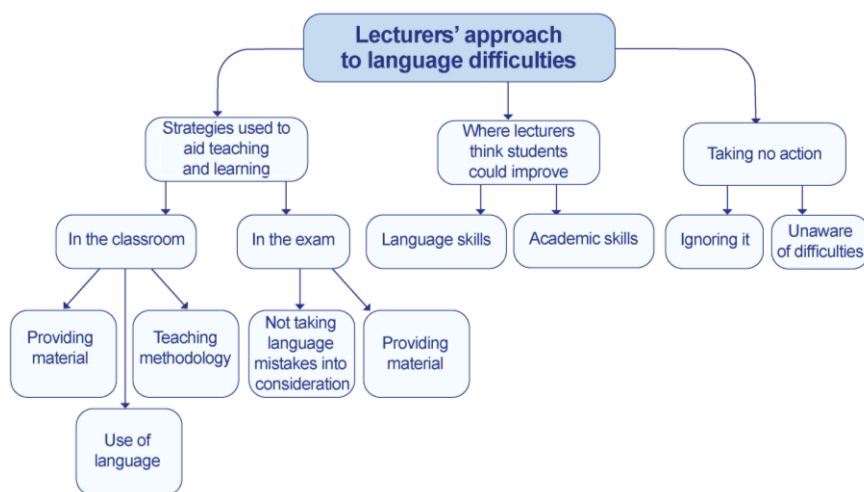 Lecturers' approach
to language difficulties
Strategies used to
aid teaching
and learning
Where lecturers
think students
could improve
Taking no action
In the classroom
In the exam
Language skills
Academic skills
Ignoring it
Unaware
of difficulties
Providing
material
Teaching
methodology
Not taking
language
mistakes into
consideration
Providing
material
Use of
language